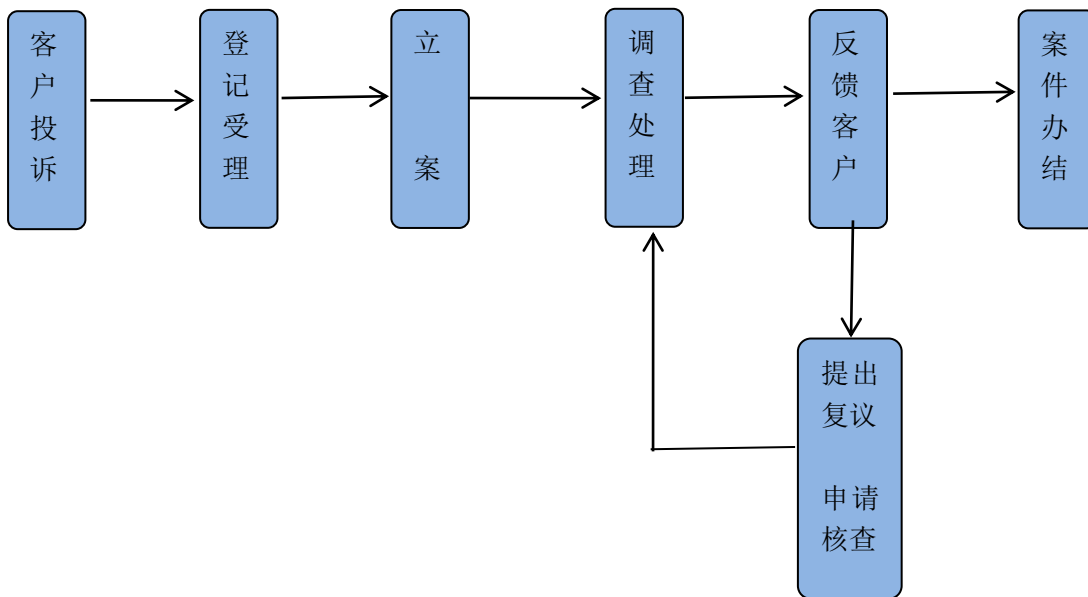 客户投诉
登记受理
立案
调查处理
反馈客户
案件办结
提出
复议
申请
核查